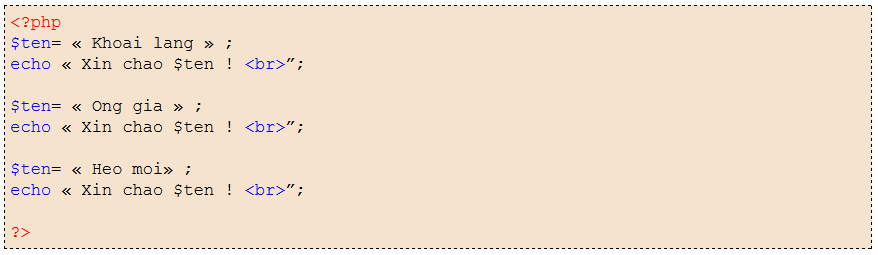 <?php
$ten= « Khoai lang » ;
echo « Xin chao $ten ! <br>”;
$ten= « Ong gia » ;
echo « Xin chao $ten ! <br>”;
$ten= « Heo moi» ;
echo « Xin chao $ten ! <br>”;
?>